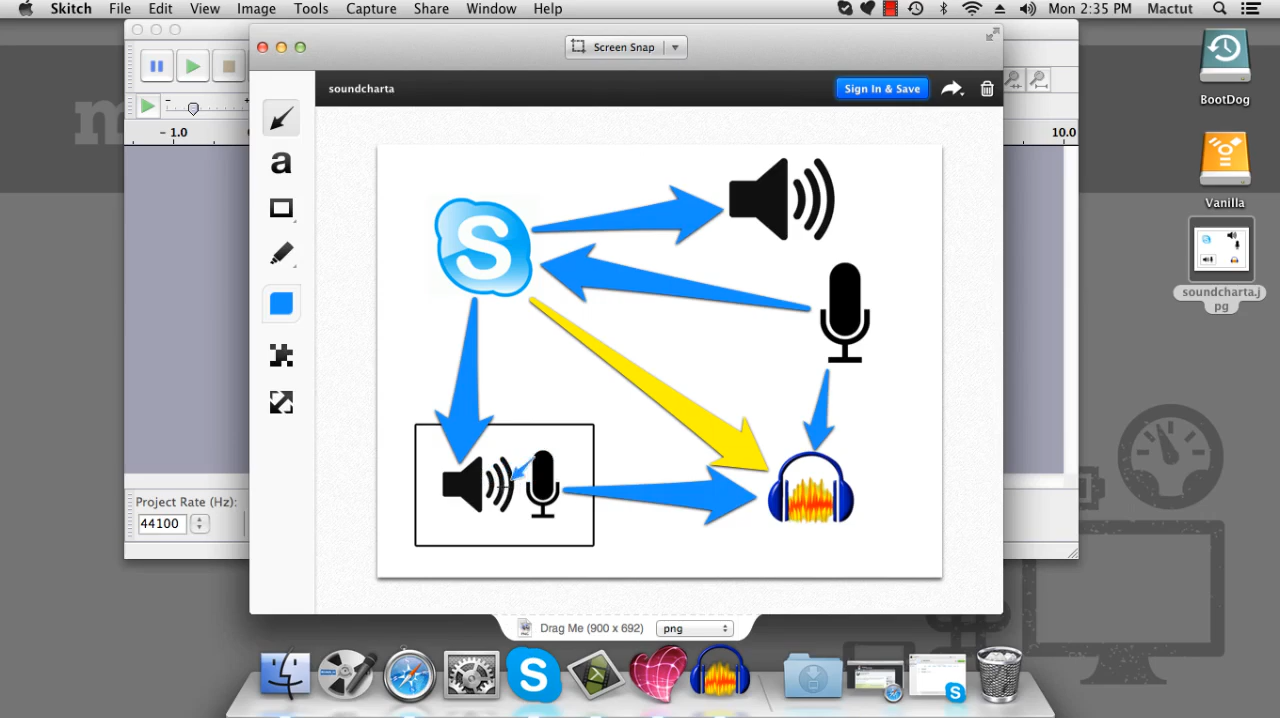 Skitch File Edit View Image Tools Capture Share Window Help Mon 2:35 PM Mactut
Screen Snap
soundcharta Sign In & Save
- 1.0 10.0
a
S
Project Rate (Hz):
44100
Drag Me (900 x 692) png
BootDog
Vanilla
soundcharta.j
pg
S
S